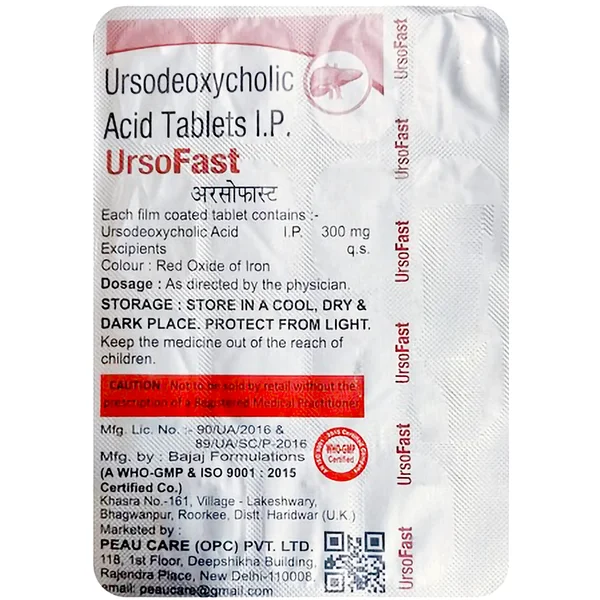 Ursodeoxycholic
Acid Tablets I.P.
UrsoFast
अरसोफास्ट
Each film coated tablet contains :-
Ursodeoxycholic Acid I.P. 300 mg
Excipients q.s.
Colour : Red Oxide of Iron
Dosage : As directed by the physician.
STORAGE : STORE IN A COOL, DRY &
DARK PLACE. PROTECT FROM LIGHT.
Keep the medicine out of the reach of
children.
CAUTION : Not to be sold by retail without the
prescription of a Registered Medical Practitioner
Mfg. Lic. No. :- 90/UA/2016 &
89/UA/SC/P-2016
Mfg. by : Bajaj Formulations
(A WHO-GMP & ISO 9001 : 2015
Certified Co.)
Khasra No.-161, Village - Lakeshwary,
Bhagwanpur, Roorkee, Distt. Haridwar (U.K.)
Marketed by :
PEAU CARE (OPC) PVT. LTD.
118, 1st Floor, Deepshikha Building,
Rajendra Place, New Delhi-110008,
email: peaucare@gmail.com
WHO-GMP
Certified
UrsoFast
UrsoFast
UrsoFast
UrsoFast
UrsoFast
UrsoFast